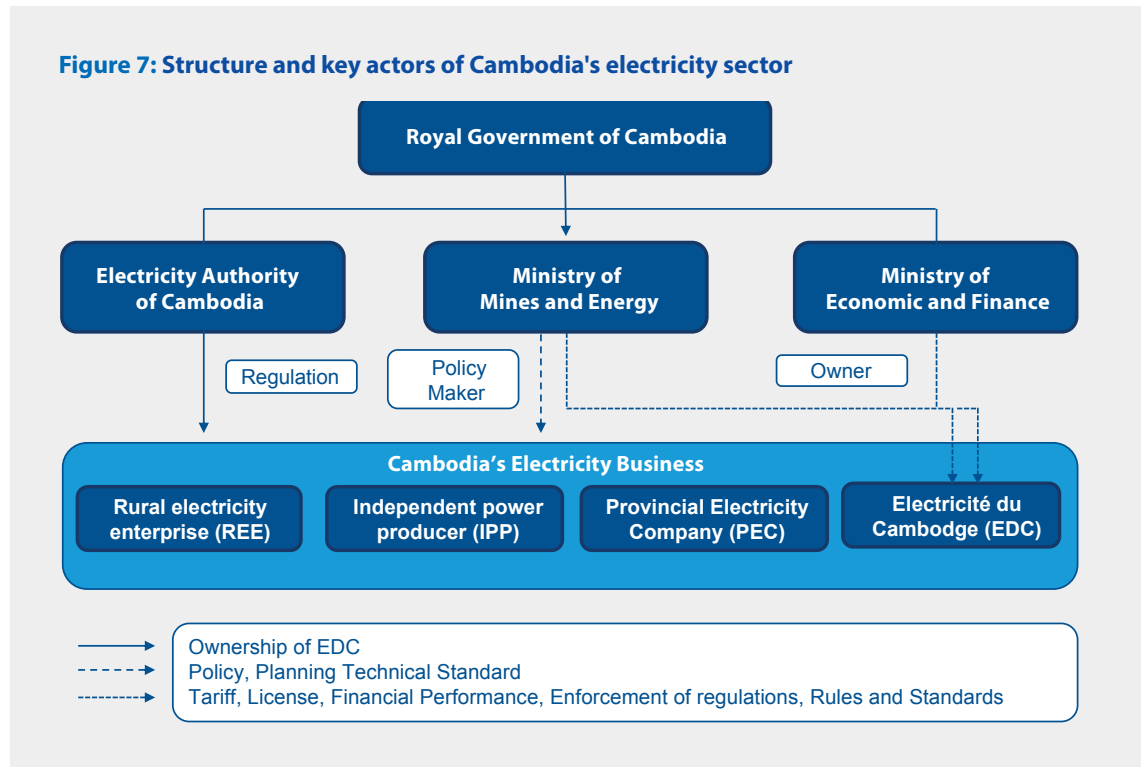 Figure 7: Structure and key actors of Cambodia's electricity sector
Royal Government of Cambodia
Electricity Authority
of Cambodia
Ministry of
Mines and Energy
Ministry of
Economic and Finance
Regulation
Policy
Maker
Owner
Cambodia’s Electricity Business
Rural electricity
enterprise (REE)
Independent power
producer (IPP)
Provincial Electricity
Company (PEC)
Electricité du
Cambodge (EDC)
Ownership of EDC
Policy, Planning Technical Standard
Tariff, License, Financial Performance, Enforcement of regulations, Rules and Standards